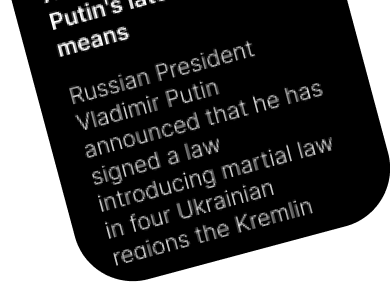 Putin's late
means
Russian President
Vladimir Putin
announced that he has
signed a law
introducing martial law
in four Ukrainian
regions the Kremlin